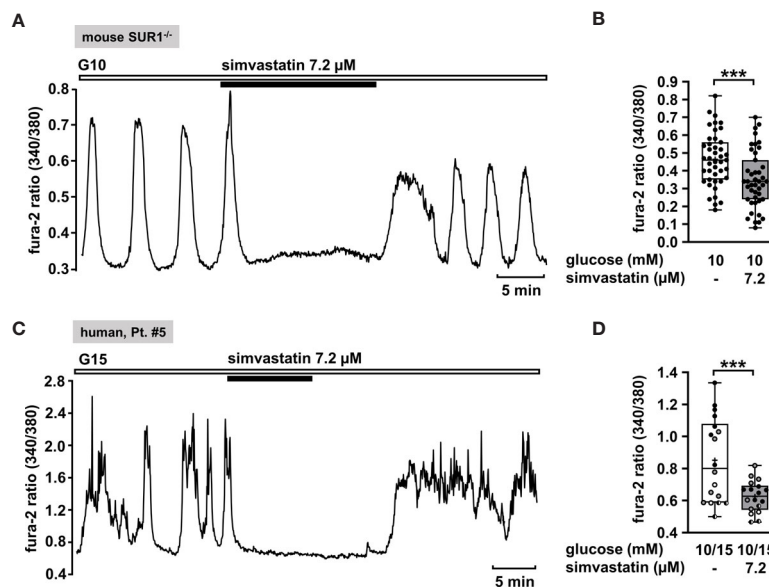 A
mouse SUR1-/-
G10
simvastatin 7.2 µM
fura-2 ratio (340/380)
0.8
0.7
0.6
0.5
0.4
0.3
5 min
B
***
fura-2 ratio (340/380)
0.9
0.8
0.7
0.6
0.5
0.4
0.3
0.2
0.1
0.0
glucose (mM) 10 10
simvastatin (µM) - 7.2
C
human, Pt. #5
G15
simvastatin 7.2 µM
fura-2 ratio (340/380)
2.8
2.4
2.0
1.6
1.2
0.8
0.4
5 min
D
***
fura-2 ratio (340/380)
1.4
1.2
1.0
0.8
0.6
0.4
glucose (mM) 10/15 10/15
simvastatin (µM) - 7.2